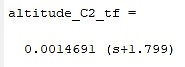 altitude_C2_tf =
0.0014691 (s+1.799)